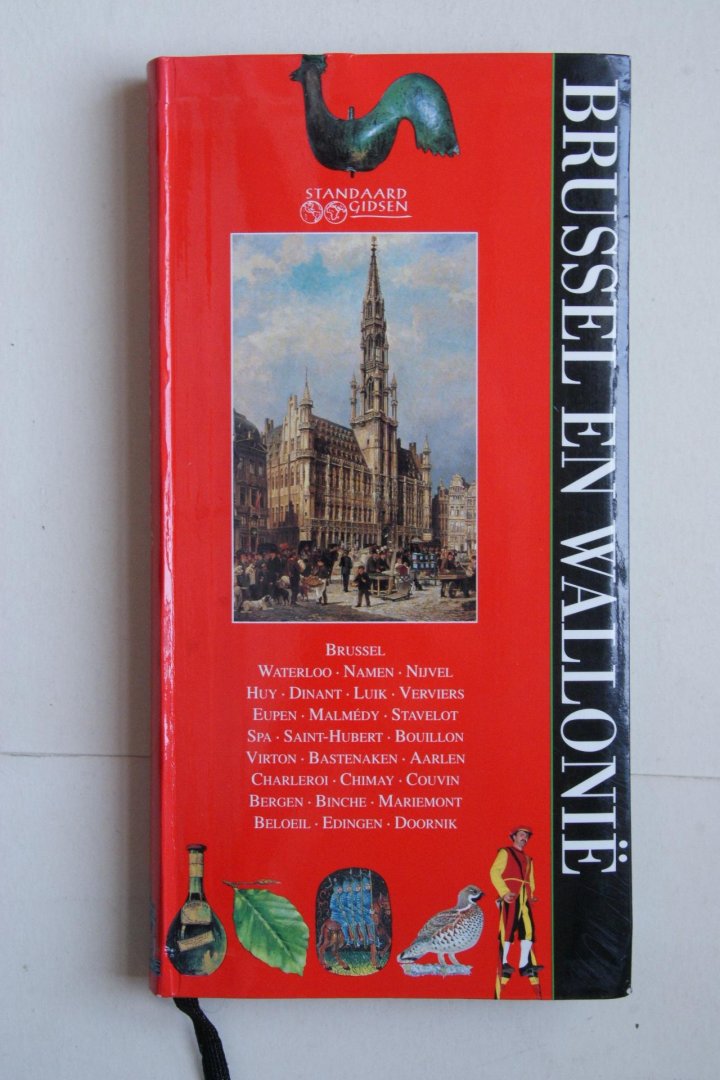 STANDAARD
GIDSEN
BRUSSEL EN WALLONIË
BRUSSEL
WATERLOO · NAMEN · NIJVEL
HUY · DINANT · LUIK · VERVIERS
EUPEN · MALMÉDY · STAVELOT
SPA · SAINT-HUBERT · BOUILLON
VIRTON · BASTENAKEN · AARLEN
CHARLEROI · CHIMAY · COUVIN
BERGEN · BINCHE · MARIEMONT
BELOEIL · EDINGEN · DOORNIK